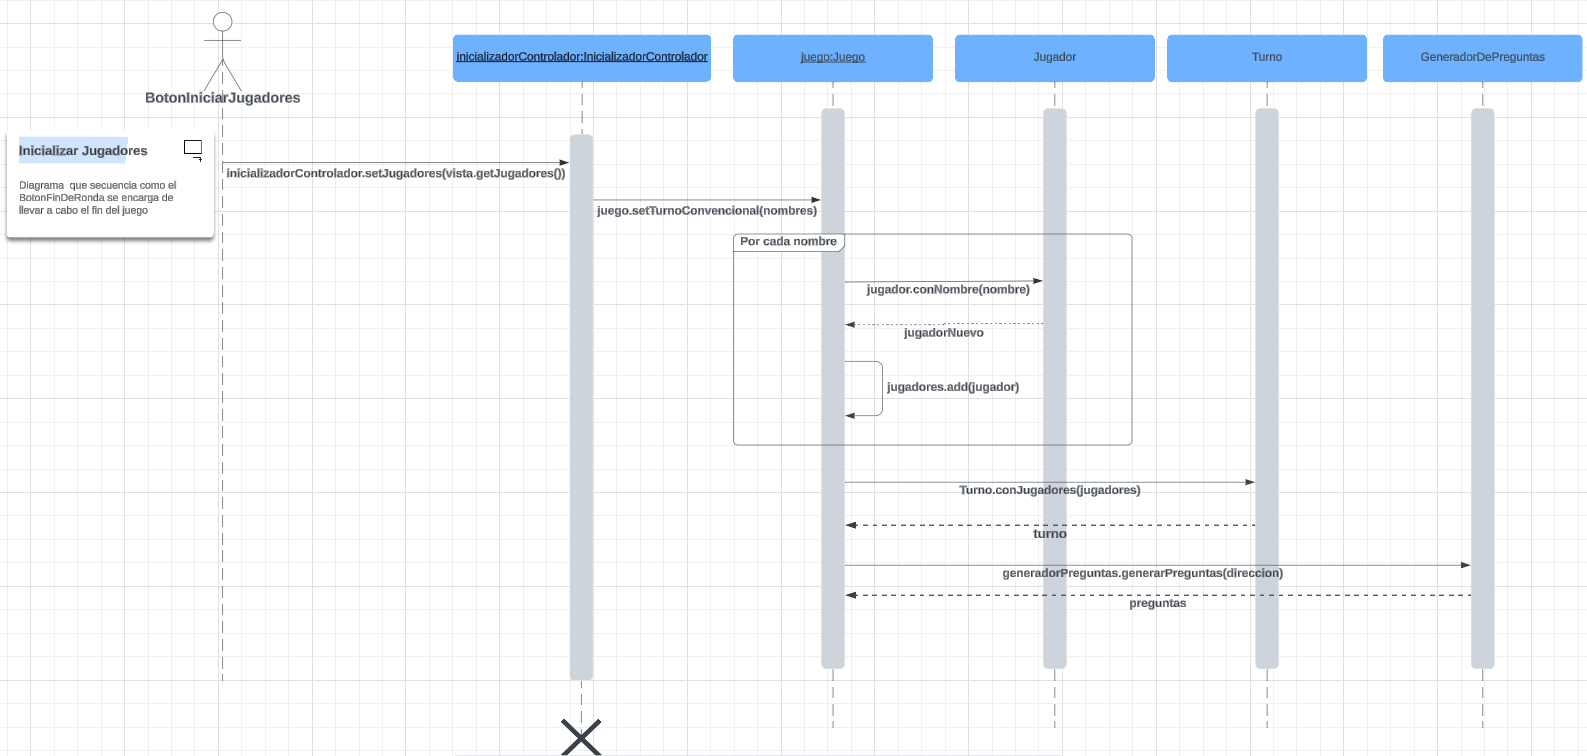 BotonIniciarJugadores
inicializadorControlador:InicializadorControlador
juego:Juego
Jugador
Turno
GeneradorDePreguntas
Inicializar Jugadores
Diagrama que secuencia como el
BotonFinDeRonda se encarga de
llevar a cabo el fin del juego
inicializadorControlador.setJugadores(vista.getJugadores())
juego.setTurnoConvencional(nombres)
Por cada nombre
jugador.conNombre(nombre)
jugadorNuevo
jugadores.add(jugador)
Turno.conJugadores(jugadores)
turno
generadorPreguntas.generarPreguntas(direccion)
preguntas